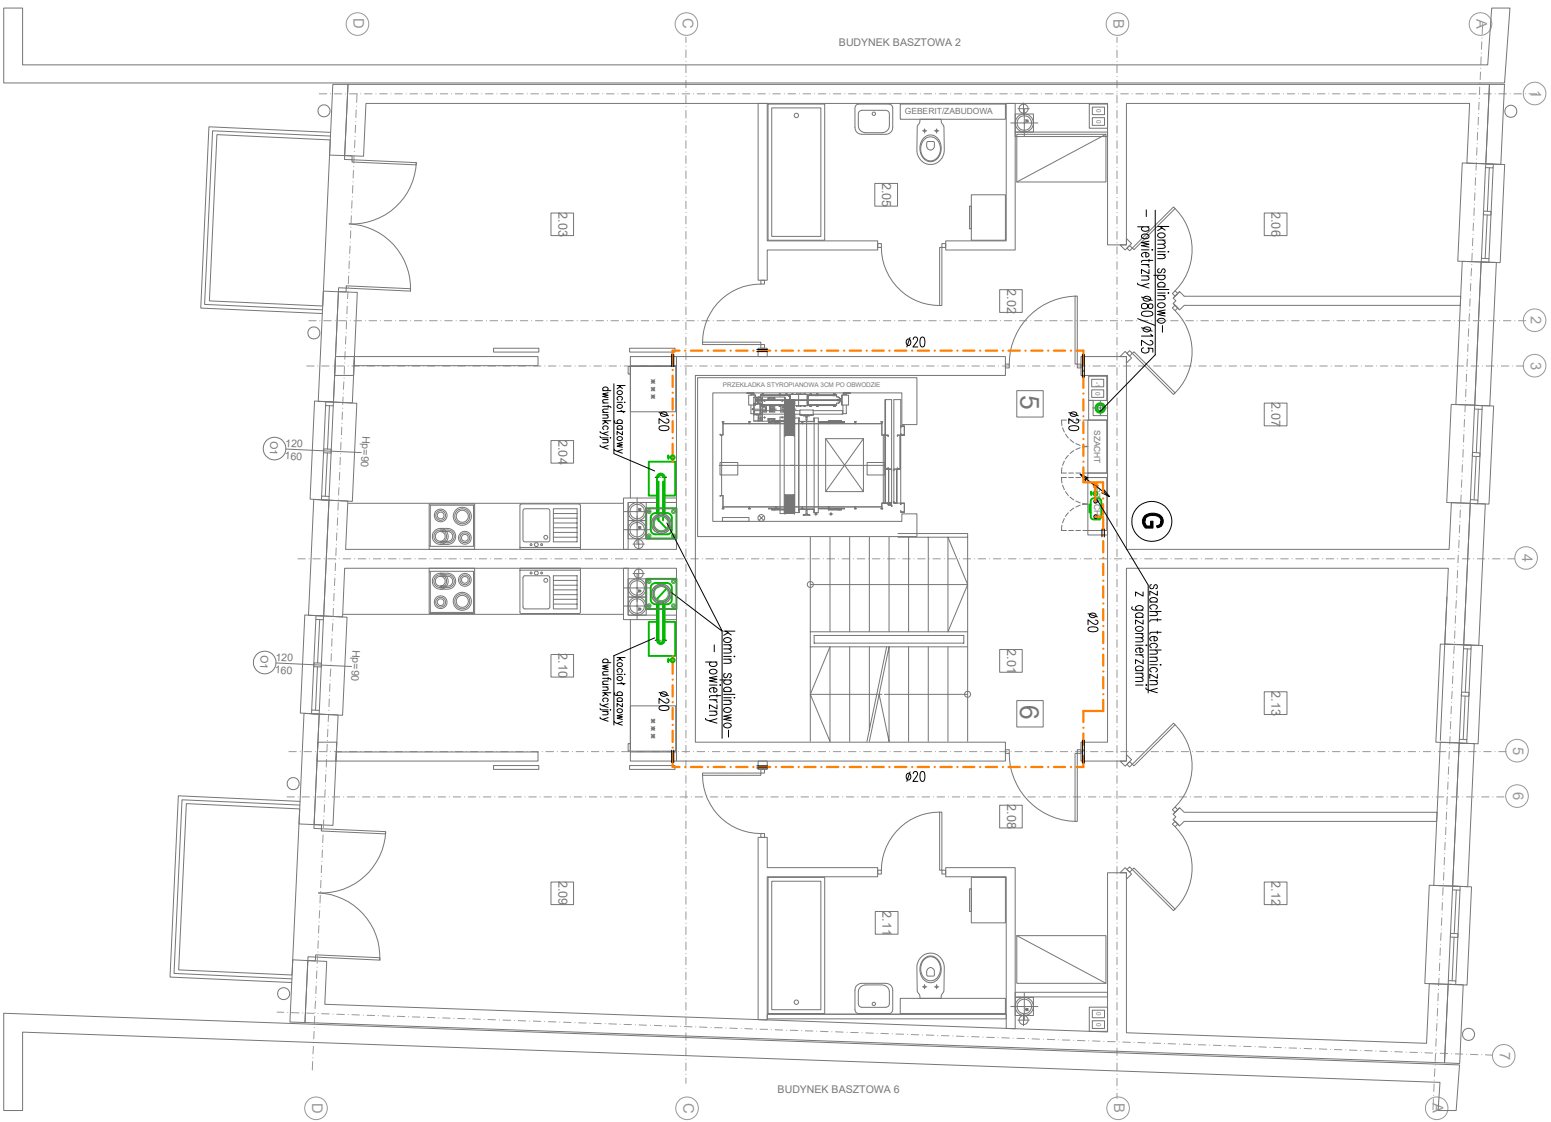 D
C
B
A
BUDYNEK BASZTOWA 2
1
GEBERIT/ZABUDOWA
2.05
2.03
2.06
komin spalinowo-
- powietrzny ø80/ø125
2.02
2
ø20
3
PRZEKŁADKA STYROPIANOWA 3CM PO OBWODZIE
kocioł gazowy
dwufunkcyjny
ø20
5
ø20
2.07
SZACHT
O1
120
160
Hp=90
2.04
G
4
szacht techniczny
z gazomierzami
ø20
komin spalinowo-
- powietrzny
O1
120
160
Hp=90
2.10
kocioł gazowy
dwufunkcyjny
ø20
2.01
6
2.13
5
ø20
6
2.08
2.09
2.11
2.12
7
BUDYNEK BASZTOWA 6
D
C
B
A